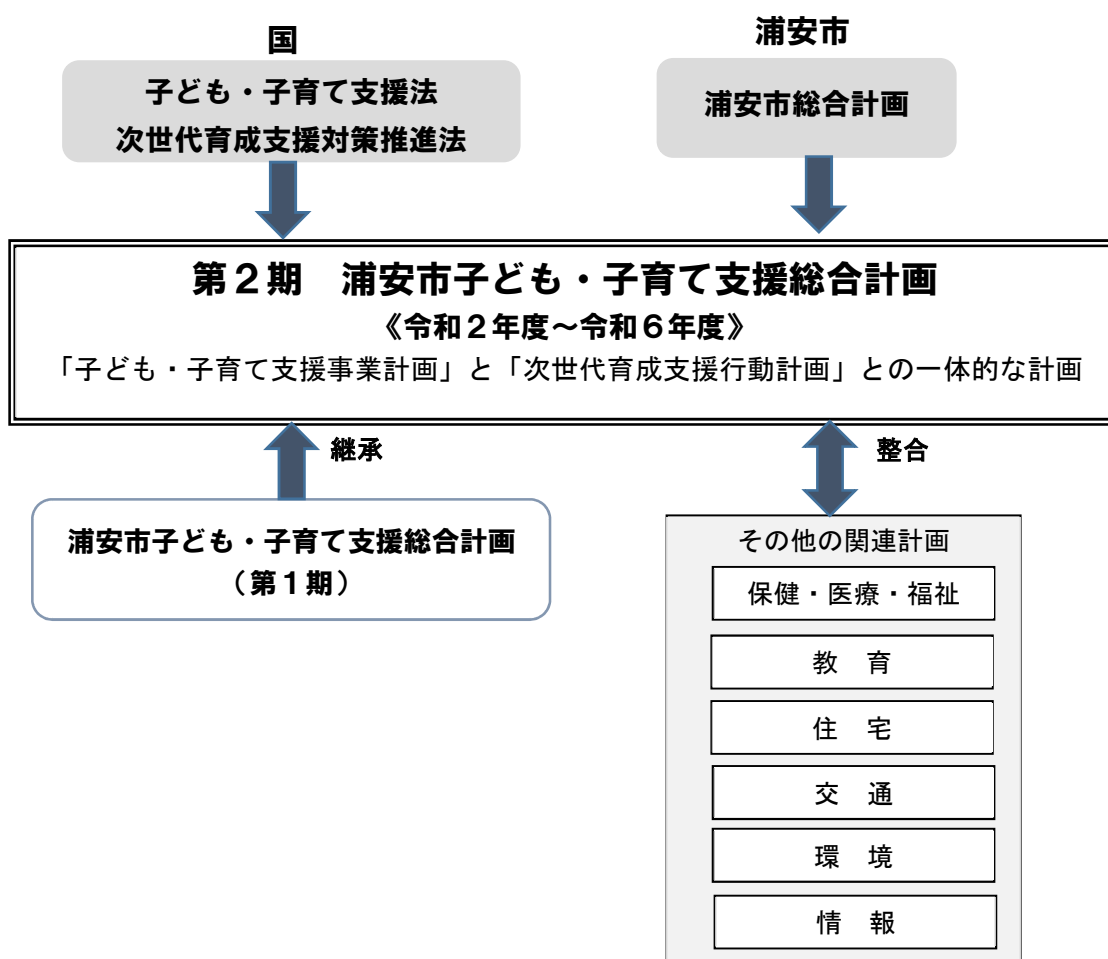 国
子ども・子育て支援法
次世代育成支援対策推進法
浦安市
浦安市総合計画
第２期　浦安市子ども・子育て支援総合計画
《令和２年度～令和６年度》
「子ども・子育て支援事業計画」と「次世代育成支援行動計画」との一体的な計画
継承
整合
浦安市子ども・子育て支援総合計画
（第１期）
その他の関連計画
保健・医療・福祉
教　育
住　宅
交　通
環　境
情　報